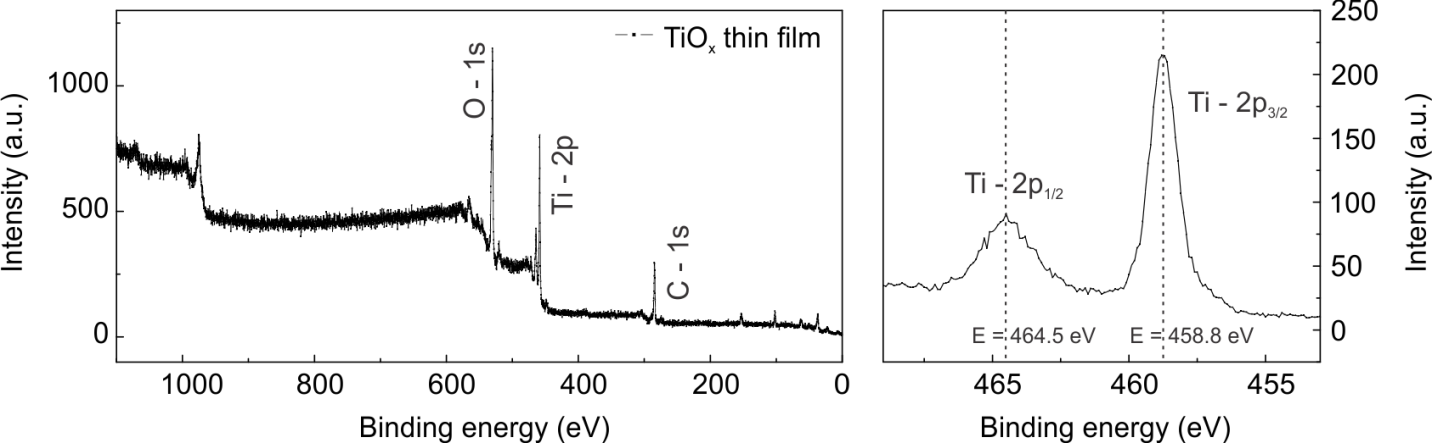 TiOx thin film
O - 1s
Ti - 2p
C - 1s
Intensity (a.u.)
1000
500
0
1000 800 600 400 200 0
Binding energy (eV)
Ti - 2p1/2
Ti - 2p3/2
E = 464.5 eV
E = 458.8 eV
250
200
150
100
50
0
Intensity (a.u.)
465 460 455
Binding energy (eV)